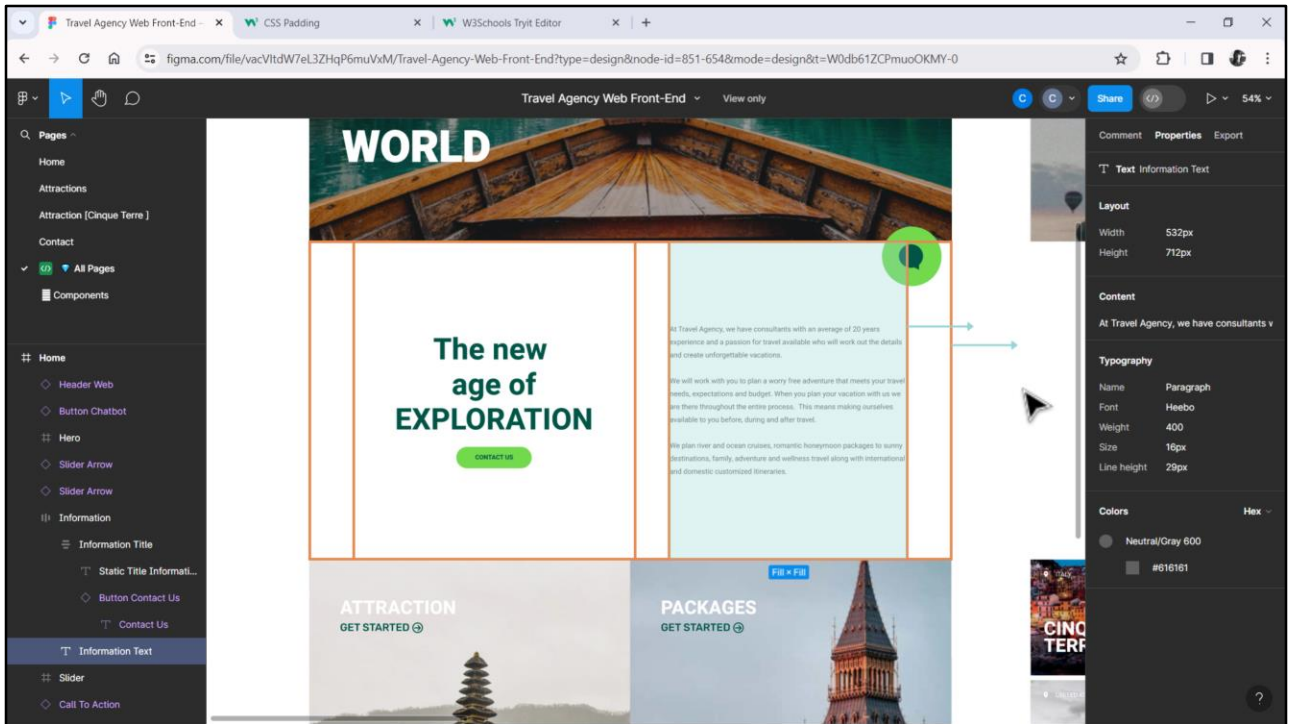 Travel Agency Web Front-End –
CSS Padding
W3Schools Tryit Editor
figma.com/file/vacVItdW7eL3ZHqP6muVxM/Travel-Agency-Web-Front-End?type=design&node-id=851-654&mode=design&t=W0db61ZCPmuoOKMY-0
Travel Agency Web Front-End
View only
C
C
Share
54%
Pages
Home
Attractions
Attraction [Cinque Terre ]
Contact
All Pages
Components
Home
Header Web
Button Chatbot
Hero
Slider Arrow
Slider Arrow
Information
Information Title
Static Title Informati...
Button Contact Us
Contact Us
Information Text
Slider
Call To Action
WORLD
The new
age of
EXPLORATION
CONTACT US
At Travel Agency, we have consultants with an average of 20 years
experience and a passion for travel available who will work out the details
and create unforgettable vacations.
We will work with you to plan a worry free adventure that meets your travel
needs, expectations and budget. When you plan your vacation with us we
are there throughout the entire process. This means making ourselves
available to you before, during and after travel.
We plan river and ocean cruises, romantic honeymoon packages to sunny
destinations, family, adventure and wellness travel along with international
and domestic customized itineraries.
Fill × Fill
ATTRACTION
GET STARTED
PACKAGES
GET STARTED
ITALY
CINQ
TERR
Comment Properties Export
Text Information Text
Layout
Width 532px
Height 712px
Content
At Travel Agency, we have consultants v
Typography
Name Paragraph
Font Heebo
Weight 400
Size 16px
Line height 29px
Colors Hex
Neutral/Gray 600
#616161
?